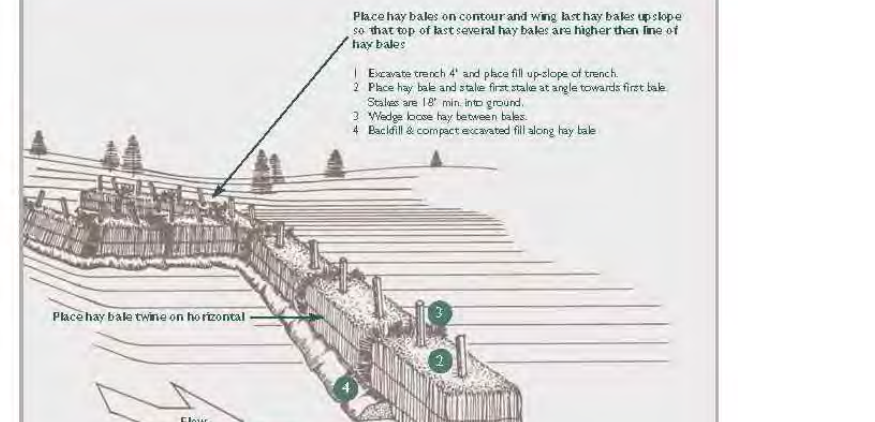 Place hay bales on contour and wing last hay bales upslope
so that top of last several hay bales are higher then line of
hay bales
1 Excavate trench 4" and place fill up-slope of trench.
2 Place hay bale and stake first stake at angle towards first bale.
Stakes are 18" min. into ground.
3 Wedge loose hay between bales.
4 Backfill & compact excavated fill along hay bale
3
Place hay bale twine on horizontal
2
4
Flow